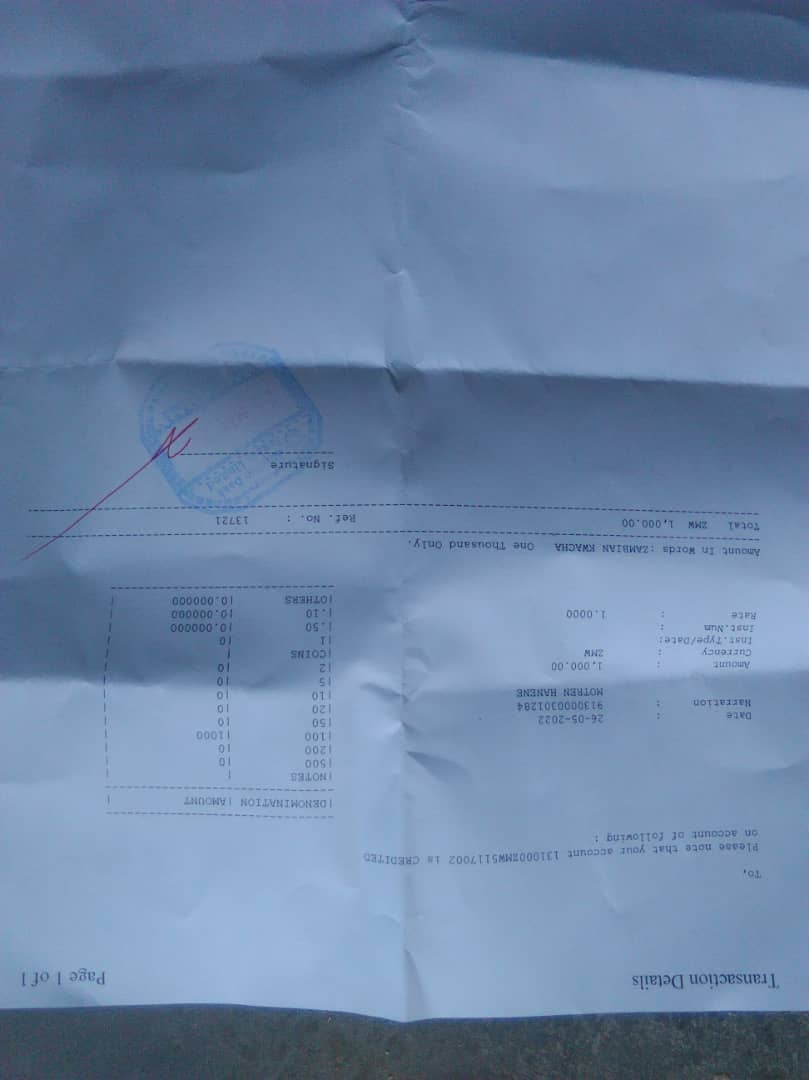 Transaction Details Page 1 of 1
To,
Please note that your account 131000ZMW5117002 is CREDITED
on account of following :
Date : 26-05-2022
Narration : 9130000301284
MOTREN HANENE
Amount : 1,000.00
Currency : ZMW
Inst.Type/Date:
Inst.Num :
Rate : 1.0000
|DENOMINATION |AMOUNT |
|NOTES | |
|500 |0 |
|200 |0 |
|100 |1000 |
|50 |0 |
|20 |0 |
|10 |0 |
|5 |0 |
|2 |0 |
|COINS | |
|1 |0 |
|.50 |0.000000 |
|.10 |0.000000 |
|OTHERS |0.000000 |
Amount In Words :ZAMBIAN KWACHA One Thousand Only.
Total ZMW 1,000.00 Ref. No. : 13721
Signature
Limited